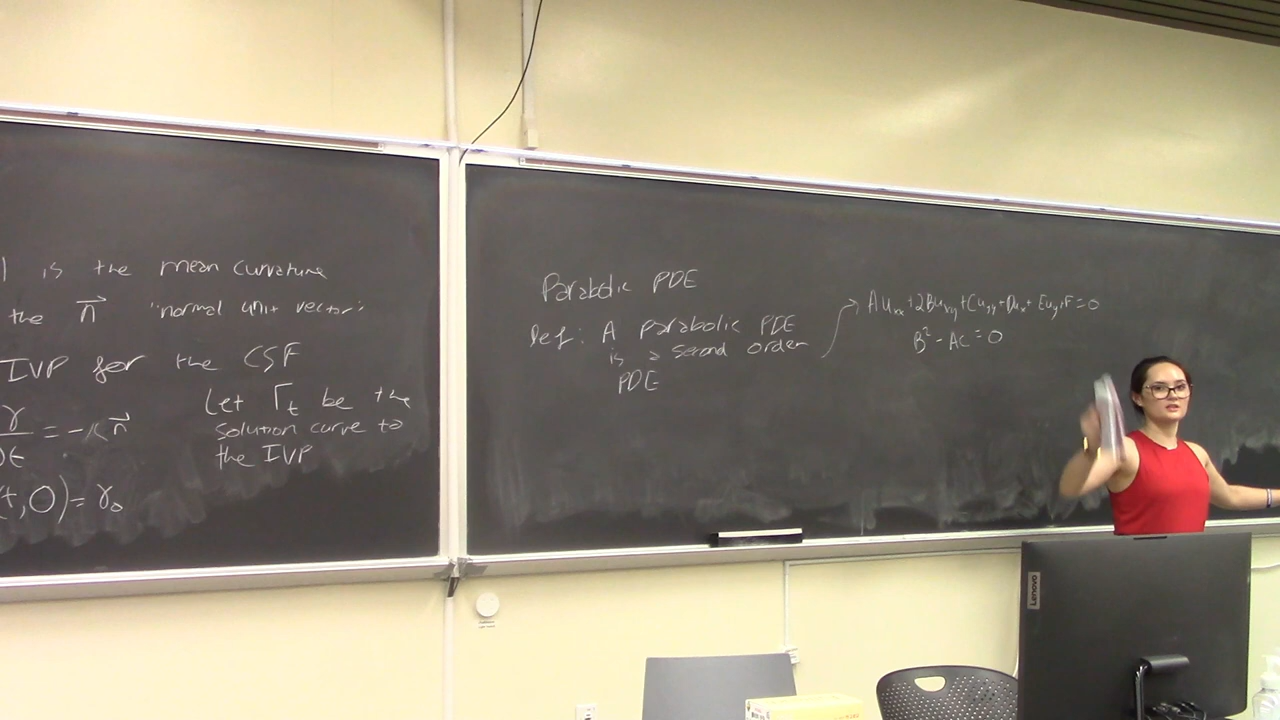 | is the mean curvature
the n⃗ "normal unit vector"
IVP for the CSF
γ/∂t = -κn⃗
(t,0) = γ₀
Let Γt be the
solution curve to
the IVP
Parabolic PDE
Def: A parabolic PDE
is a second order
PDE
Auxx+2Buxy+Cuyy+Dux+Euy+F=0
B²-AC=0
Lenovo